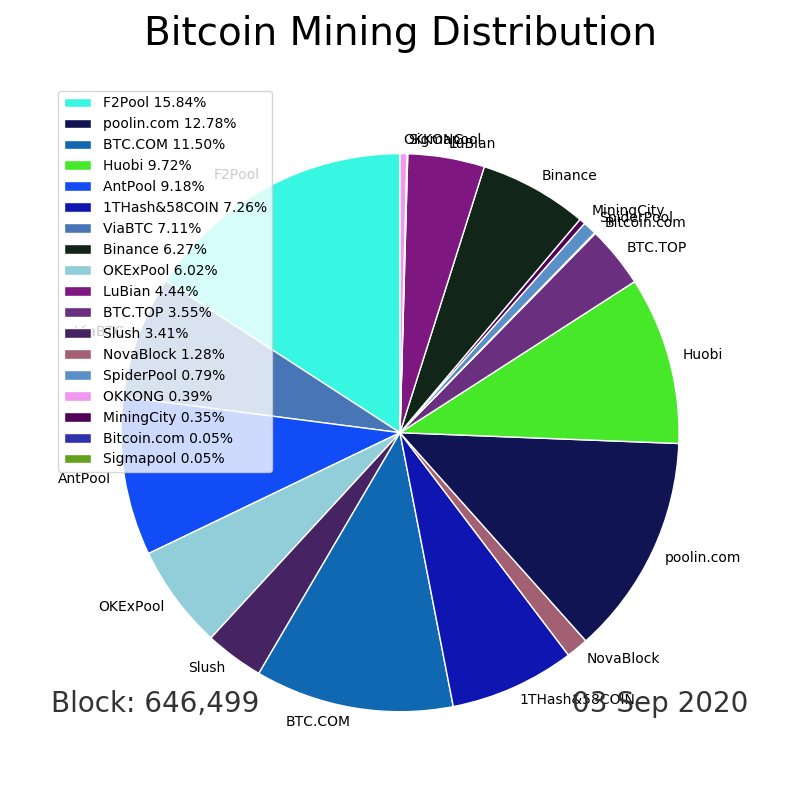 Bitcoin Mining Distribution
F2Pool 15.84%
poolin.com 12.78%
BTC.COM 11.50%
Huobi 9.72%
AntPool 9.18%
1THash&58COIN 7.26%
ViaBTC 7.11%
Binance 6.27%
OKExPool 6.02%
LuBian 4.44%
BTC.TOP 3.55%
Slush 3.41%
NovaBlock 1.28%
SpiderPool 0.79%
OKKONG 0.39%
MiningCity 0.35%
Bitcoin.com 0.05%
Sigmapool 0.05%
OKKONG
Sigmapool
LuBian
Binance
MiningCity
SpiderPool
Bitcoin.com
BTC.TOP
Huobi
poolin.com
NovaBlock
1THash&58COIN
BTC.COM
Slush
OKExPool
AntPool
ViaBTC
F2Pool
Block: 646,499
03 Sep 2020